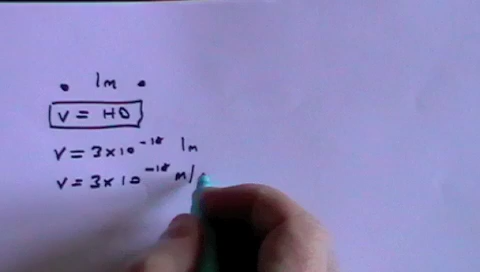 • 1m •
V = HD
V = 3×10⁻¹⁸ 1m
V = 3×10⁻¹⁸ m/